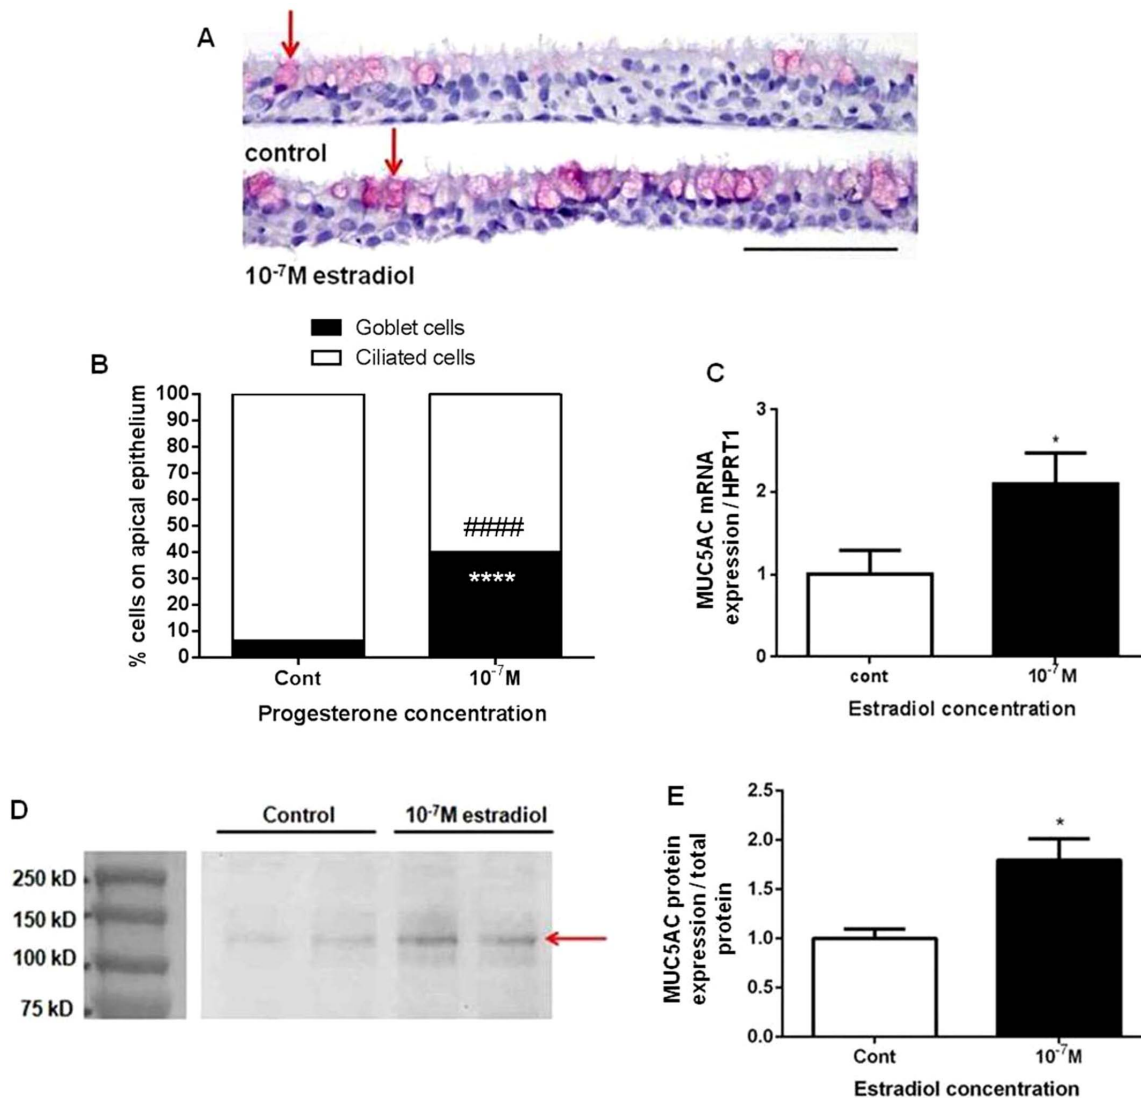 A
control
10⁻⁷M estradiol
Goblet cells
Ciliated cells
B
% cells on apical epithelium
100
90
80
70
60
50
40
30
20
10
0
####
****
Cont
10⁻⁷M
Progesterone concentration
C
MUC5AC mRNA
expression / HPRT1
3
2
1
0
*
cont
10⁻⁷M
Estradiol concentration
D
Control
10⁻⁷M estradiol
250 kD
150 kD
100 kD
75 kD
E
MUC5AC protein
expression / total
protein
2.5
2.0
1.5
1.0
0.5
0.0
*
Cont
10⁻⁷M
Estradiol concentration